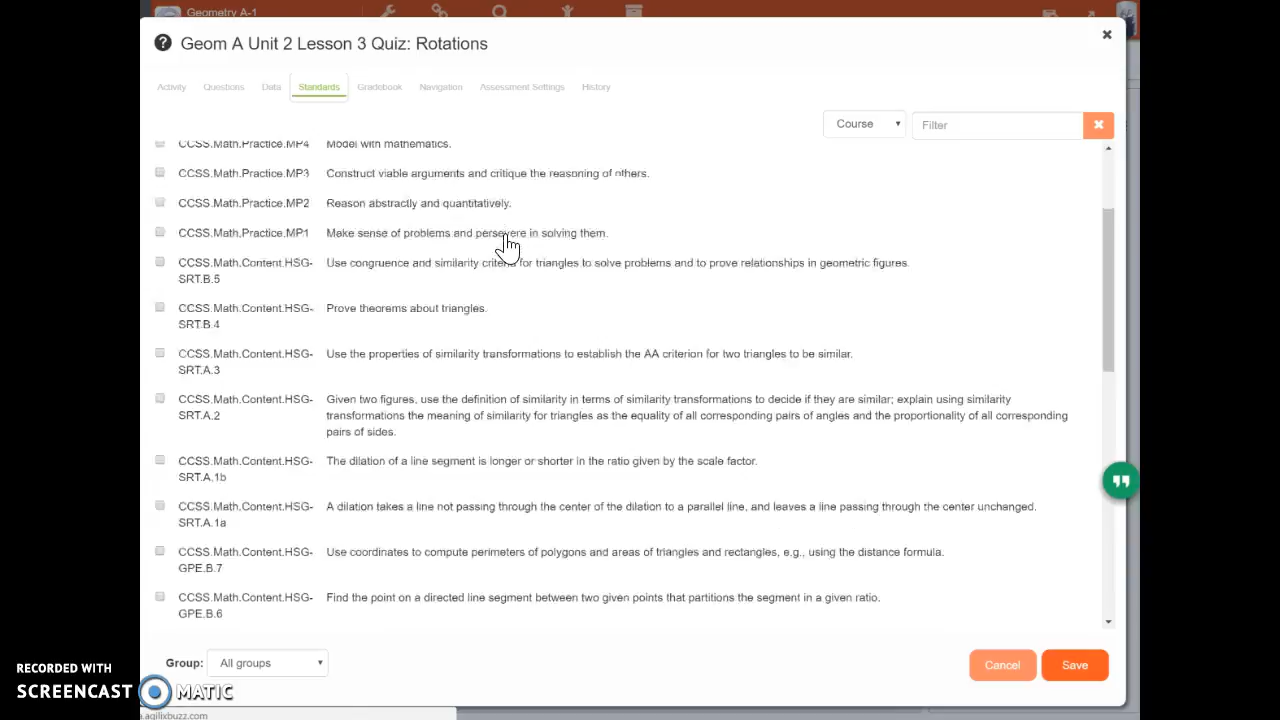 Geometry A-1
Geom A Unit 2 Lesson 3 Quiz: Rotations
Activity Questions Data Standards Gradebook Navigation Assessment Settings History
Course Filter
CCSS.Math.Practice.MP4 Model with mathematics.
CCSS.Math.Practice.MP3 Construct viable arguments and critique the reasoning of others.
CCSS.Math.Practice.MP2 Reason abstractly and quantitatively.
CCSS.Math.Practice.MP1 Make sense of problems and persevere in solving them.
CCSS.Math.Content.HSG- Use congruence and similarity criteria for triangles to solve problems and to prove relationships in geometric figures.
SRT.B.5
CCSS.Math.Content.HSG- Prove theorems about triangles.
SRT.B.4
CCSS.Math.Content.HSG- Use the properties of similarity transformations to establish the AA criterion for two triangles to be similar.
SRT.A.3
CCSS.Math.Content.HSG- Given two figures, use the definition of similarity in terms of similarity transformations to decide if they are similar; explain using similarity
SRT.A.2 transformations the meaning of similarity for triangles as the equality of all corresponding pairs of angles and the proportionality of all corresponding
pairs of sides.
CCSS.Math.Content.HSG- The dilation of a line segment is longer or shorter in the ratio given by the scale factor.
SRT.A.1b
CCSS.Math.Content.HSG- A dilation takes a line not passing through the center of the dilation to a parallel line, and leaves a line passing through the center unchanged.
SRT.A.1a
CCSS.Math.Content.HSG- Use coordinates to compute perimeters of polygons and areas of triangles and rectangles, e.g., using the distance formula.
GPE.B.7
CCSS.Math.Content.HSG- Find the point on a directed line segment between two given points that partitions the segment in a given ratio.
GPE.B.6
Group: All groups Cancel Save
RECORDED WITH
SCREENCAST MATIC
a.agilixbuzz.com